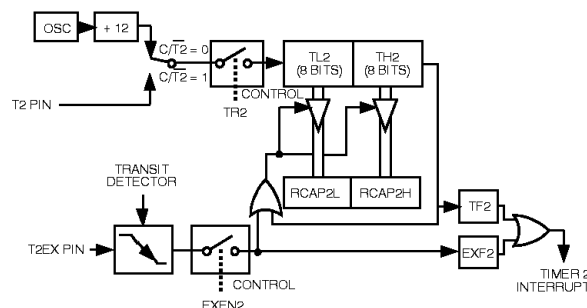 OSC
÷ 12
C/T2 = 0
C/T2 = 1
TL2
(8 BITS)
TH2
(8 BITS)
T2 PIN
CONTROL
TR2
TRANSIT
DETECTOR
RCAP2L
RCAP2H
TF2
T2EX PIN
EXF2
CONTROL
EXEN2
TIMER 2
INTERRUPT